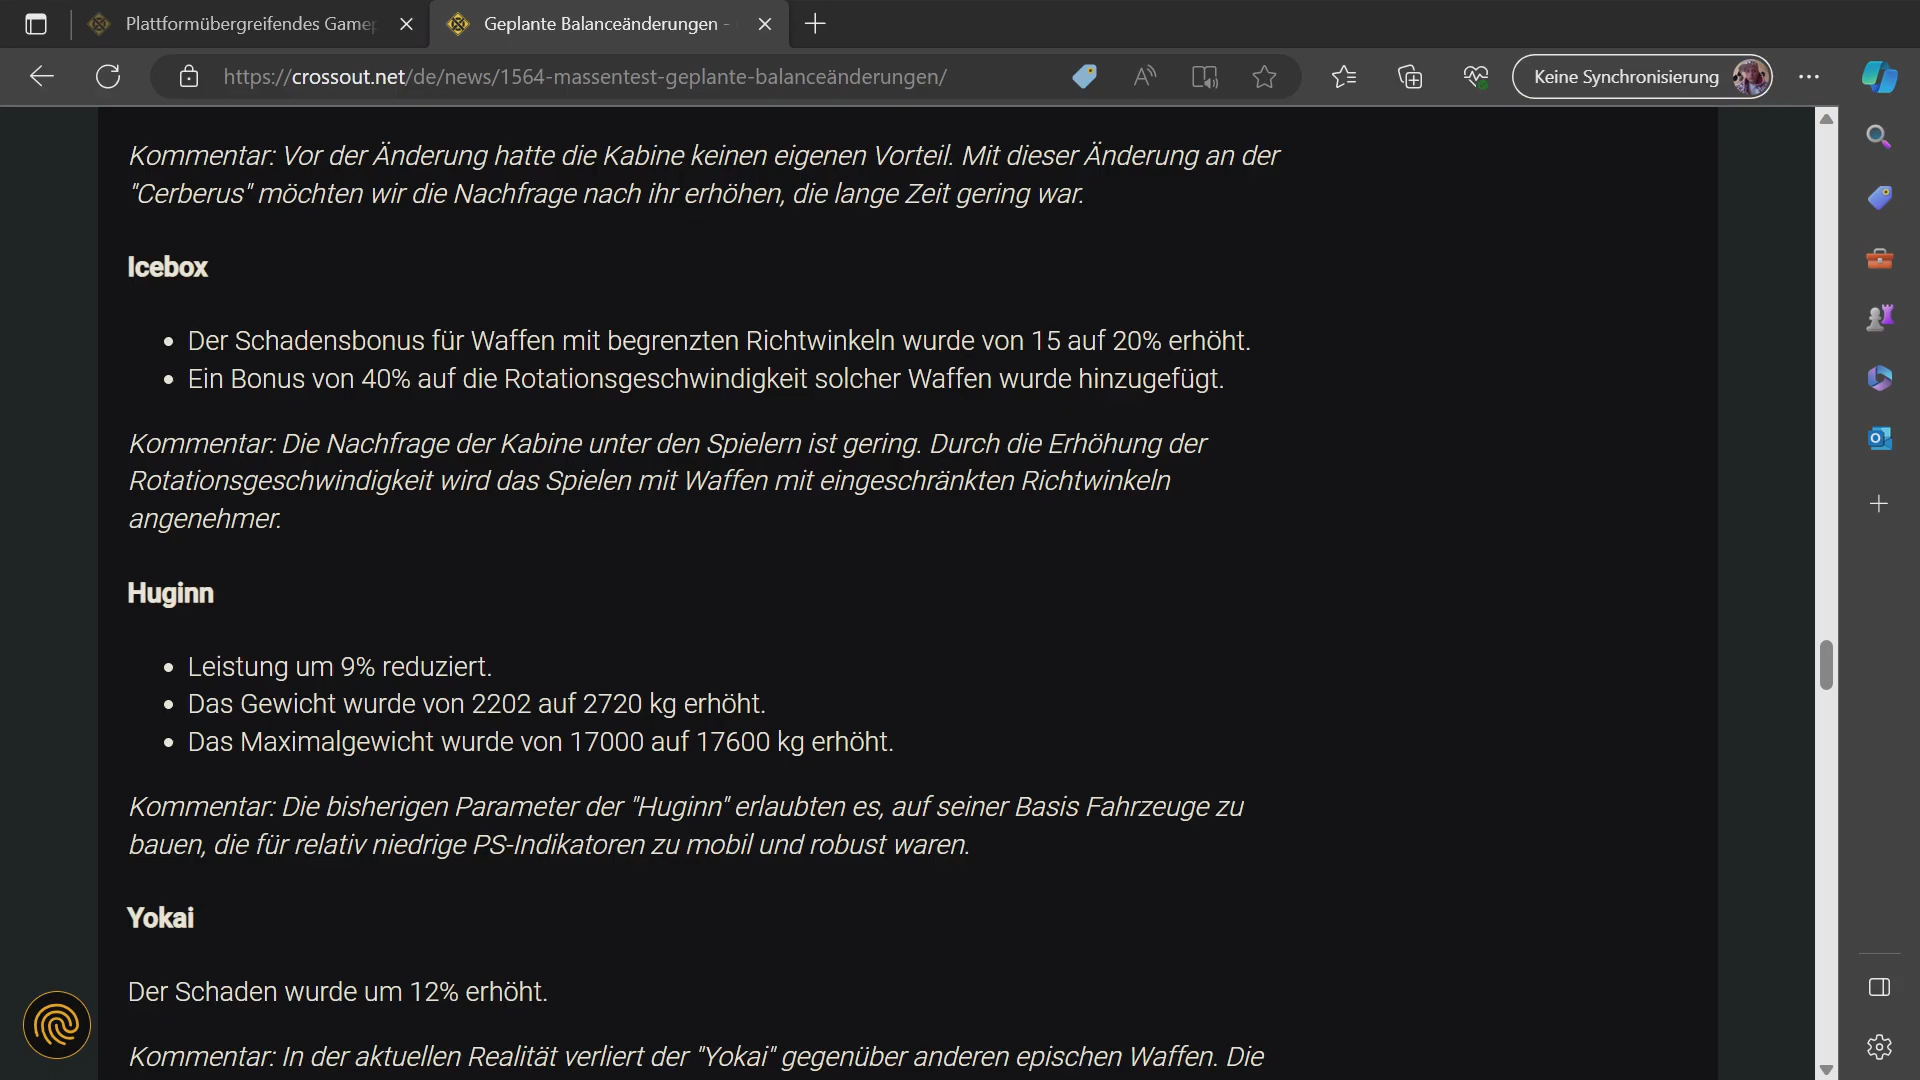 Plattformübergreifendes Gamep
Geplante Balanceänderungen -
https://crossout.net/de/news/1564-massentest-geplante-balanceänderungen/
Keine Synchronisierung
Kommentar: Vor der Änderung hatte die Kabine keinen eigenen Vorteil. Mit dieser Änderung an der
"Cerberus" möchten wir die Nachfrage nach ihr erhöhen, die lange Zeit gering war.
Icebox
• Der Schadensbonus für Waffen mit begrenzten Richtwinkeln wurde von 15 auf 20% erhöht.
• Ein Bonus von 40% auf die Rotationsgeschwindigkeit solcher Waffen wurde hinzugefügt.
Kommentar: Die Nachfrage der Kabine unter den Spielern ist gering. Durch die Erhöhung der
Rotationsgeschwindigkeit wird das Spielen mit Waffen mit eingeschränkten Richtwinkeln
angenehmer.
Huginn
• Leistung um 9% reduziert.
• Das Gewicht wurde von 2202 auf 2720 kg erhöht.
• Das Maximalgewicht wurde von 17000 auf 17600 kg erhöht.
Kommentar: Die bisherigen Parameter der "Huginn" erlaubten es, auf seiner Basis Fahrzeuge zu
bauen, die für relativ niedrige PS-Indikatoren zu mobil und robust waren.
Yokai
Der Schaden wurde um 12% erhöht.
Kommentar: In der aktuellen Realität verliert der "Yokai" gegenüber anderen epischen Waffen. Die